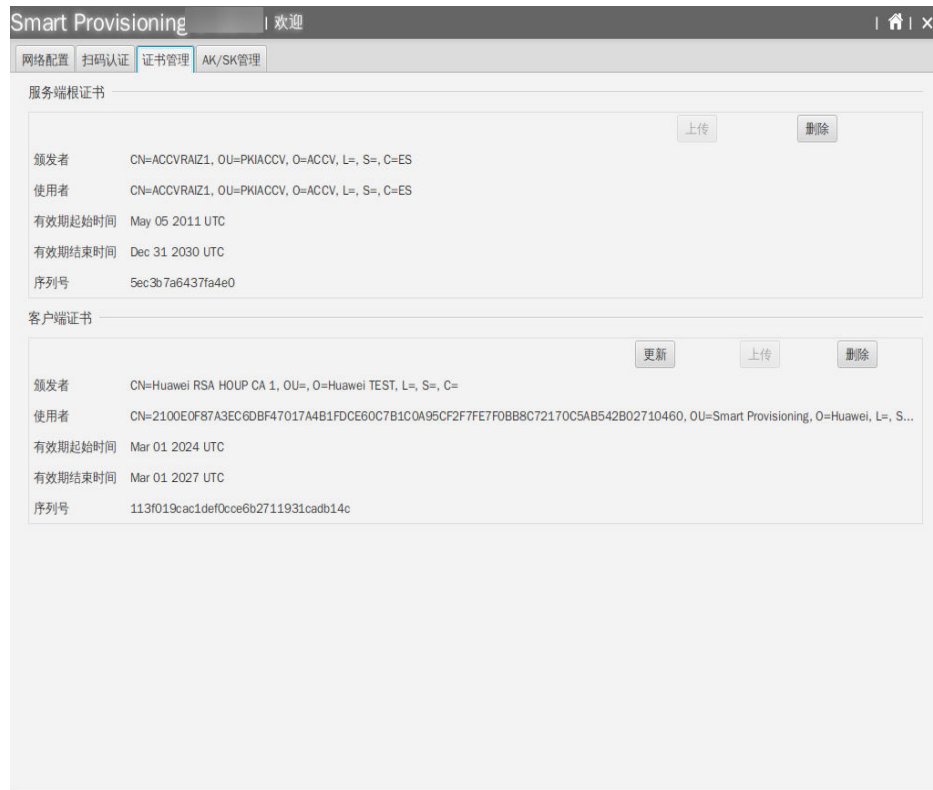 Smart Provisioning | 欢迎
网络配置 扫码认证 证书管理 AK/SK管理
服务端根证书
上传 删除
颁发者 CN=ACCVRAIZ1, OU=PKIACCV, O=ACCV, L=, S=, C=ES
使用者 CN=ACCVRAIZ1, OU=PKIACCV, O=ACCV, L=, S=, C=ES
有效期起始时间 May 05 2011 UTC
有效期结束时间 Dec 31 2030 UTC
序列号 5ec3b7a6437fa4e0
客户端证书
更新 上传 删除
颁发者 CN=Huawei RSA HOUP CA 1, OU=, O=Huawei TEST, L=, S=, C=
使用者 CN=2100E0F87A3EC6DBF47017A4B1FDCE60C7B1C0A95CF2F7FE7F0BB8C72170C5AB542B02710460, OU=Smart Provisioning, O=Huawei, L=, S...
有效期起始时间 Mar 01 2024 UTC
有效期结束时间 Mar 01 2027 UTC
序列号 113f019cac1def0cce6b2711931cadb14c